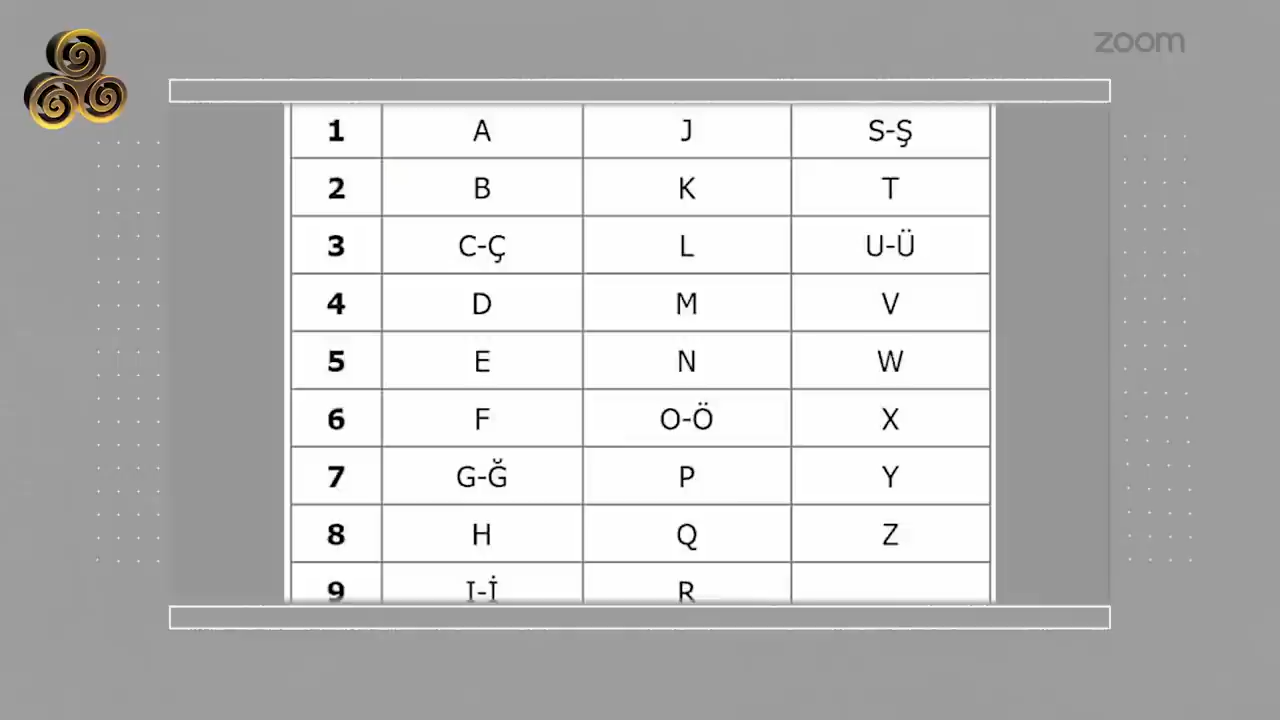 zoom
1 A J S-Ş
2 B K T
3 C-Ç L U-Ü
4 D M V
5 E N W
6 F O-Ö X
7 G-Ğ P Y
8 H Q Z
9 I-İ R